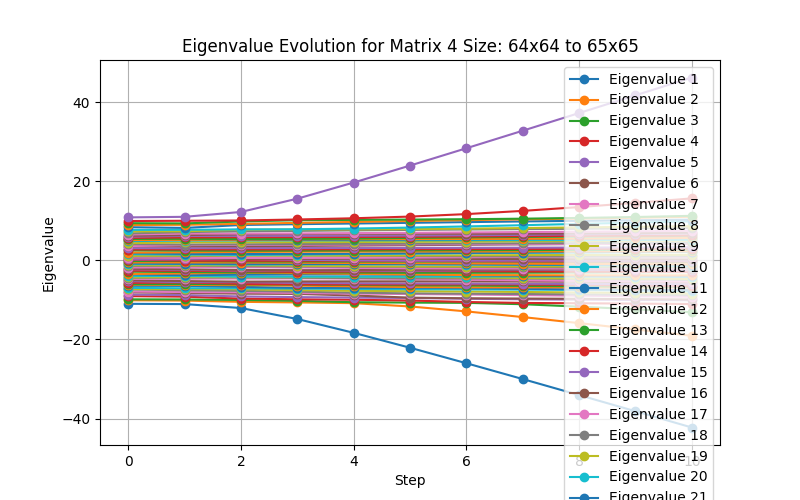 Eigenvalue Evolution for Matrix 4 Size: 64x64 to 65x65
Eigenvalue
40
20
0
−20
−40
0
2
4
6
8
10
Step
Eigenvalue 1
Eigenvalue 2
Eigenvalue 3
Eigenvalue 4
Eigenvalue 5
Eigenvalue 6
Eigenvalue 7
Eigenvalue 8
Eigenvalue 9
Eigenvalue 10
Eigenvalue 11
Eigenvalue 12
Eigenvalue 13
Eigenvalue 14
Eigenvalue 15
Eigenvalue 16
Eigenvalue 17
Eigenvalue 18
Eigenvalue 19
Eigenvalue 20
Eigenvalue 21